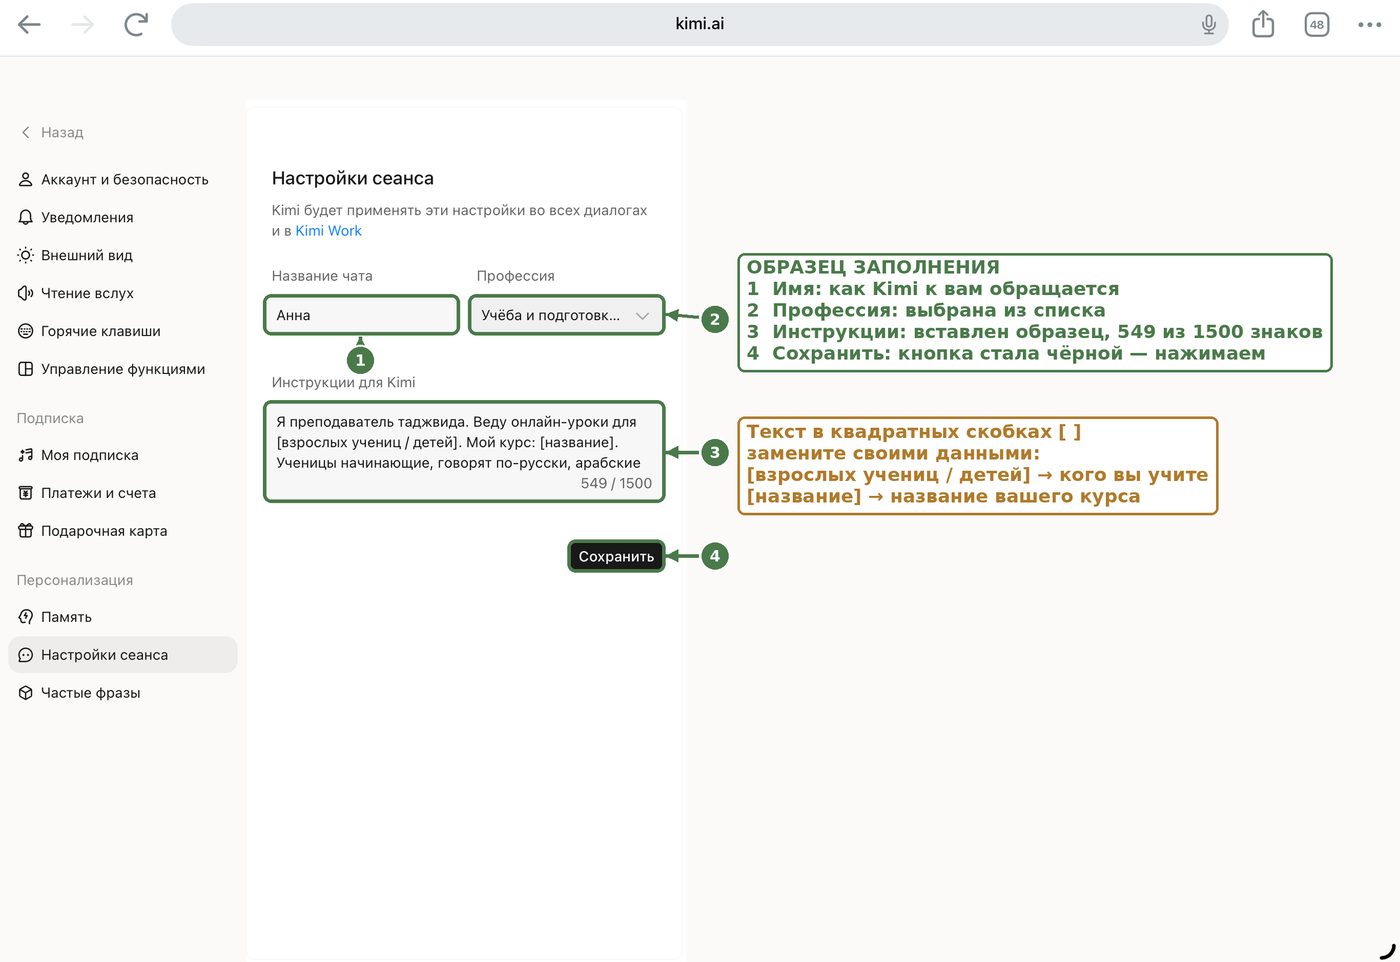 kimi.ai
48
Назад
Аккаунт и безопасность
Уведомления
Внешний вид
Чтение вслух
Горячие клавиши
Управление функциями
Подписка
Моя подписка
Платежи и счета
Подарочная карта
Персонализация
Память
Настройки сеанса
Частые фразы
Настройки сеанса
Kimi будет применять эти настройки во всех диалогах
и в Kimi Work
Название чата
Профессия
Анна
Учёба и подготовк...
1
2
Инструкции для Kimi
Я преподаватель таджвида. Веду онлайн-уроки для
[взрослых учениц / детей]. Мой курс: [название].
Ученицы начинающие, говорят по-русски, арабские
549 / 1500
3
Сохранить
4
ОБРАЗЕЦ ЗАПОЛНЕНИЯ
1 Имя: как Kimi к вам обращается
2 Профессия: выбрана из списка
3 Инструкции: вставлен образец, 549 из 1500 знаков
4 Сохранить: кнопка стала чёрной — нажимаем
Текст в квадратных скобках [ ]
замените своими данными:
[взрослых учениц / детей] → кого вы учите
[название] → название вашего курса